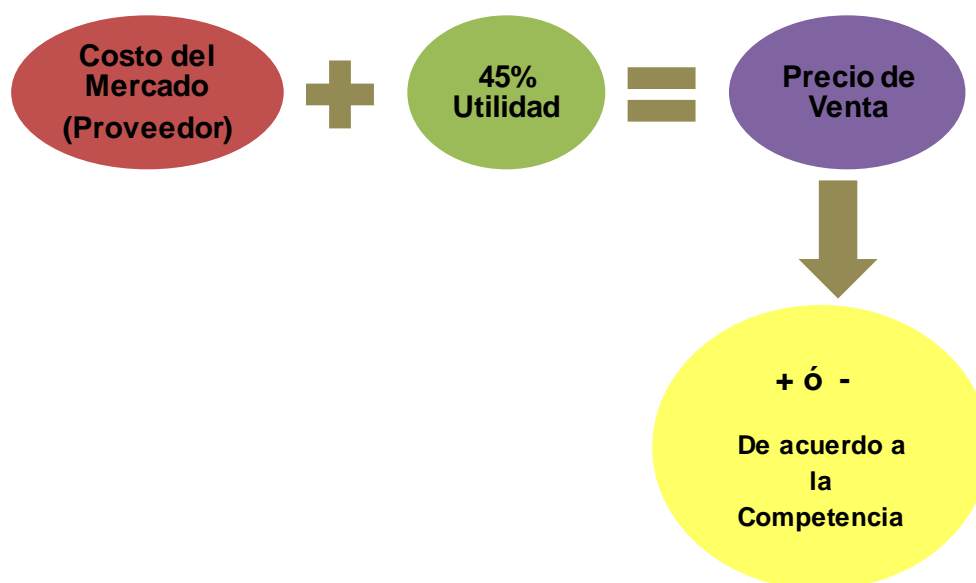 Costo del
Mercado
(Proveedor)
45%
Utilidad
Precio de
Venta
+ ó -
De acuerdo a
la
Competencia